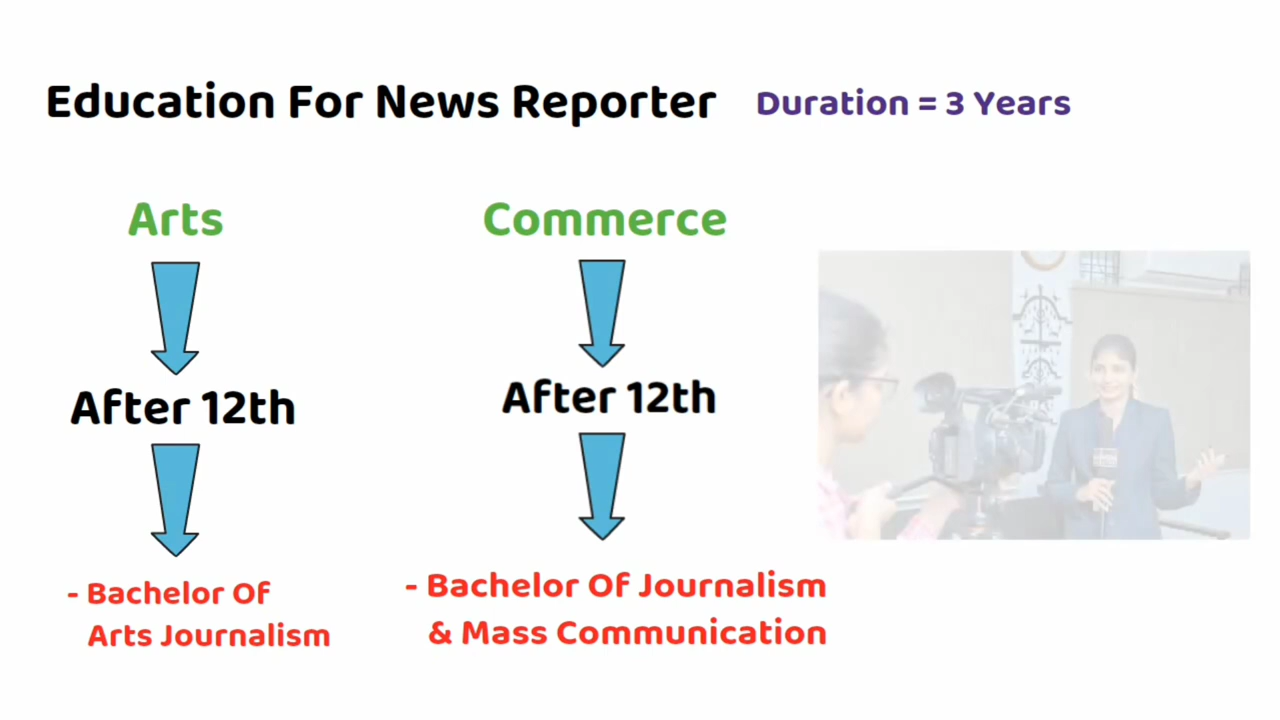 Education For News Reporter
Duration = 3 Years
Arts
Commerce
After 12th
After 12th
- Bachelor Of
Arts Journalism
- Bachelor Of Journalism
& Mass Communication